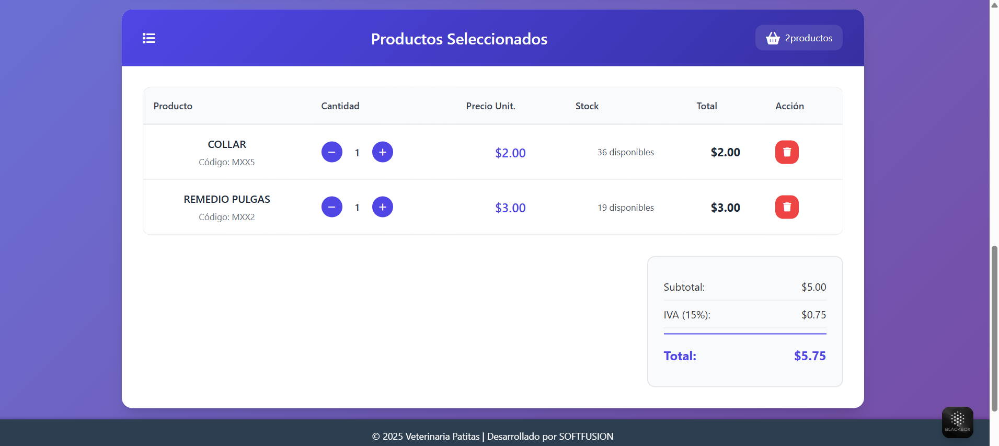 Productos Seleccionados
2productos
Producto Cantidad Precio Unit. Stock Total Acción
COLLAR
Código: MXX5
1 $2.00 36 disponibles $2.00
REMEDIO PULGAS
Código: MXX2
1 $3.00 19 disponibles $3.00
Subtotal: $5.00
IVA (15%): $0.75
Total: $5.75
BLACKBOX
© 2025 Veterinaria Patitas | Desarrollado por SOFTFUSION